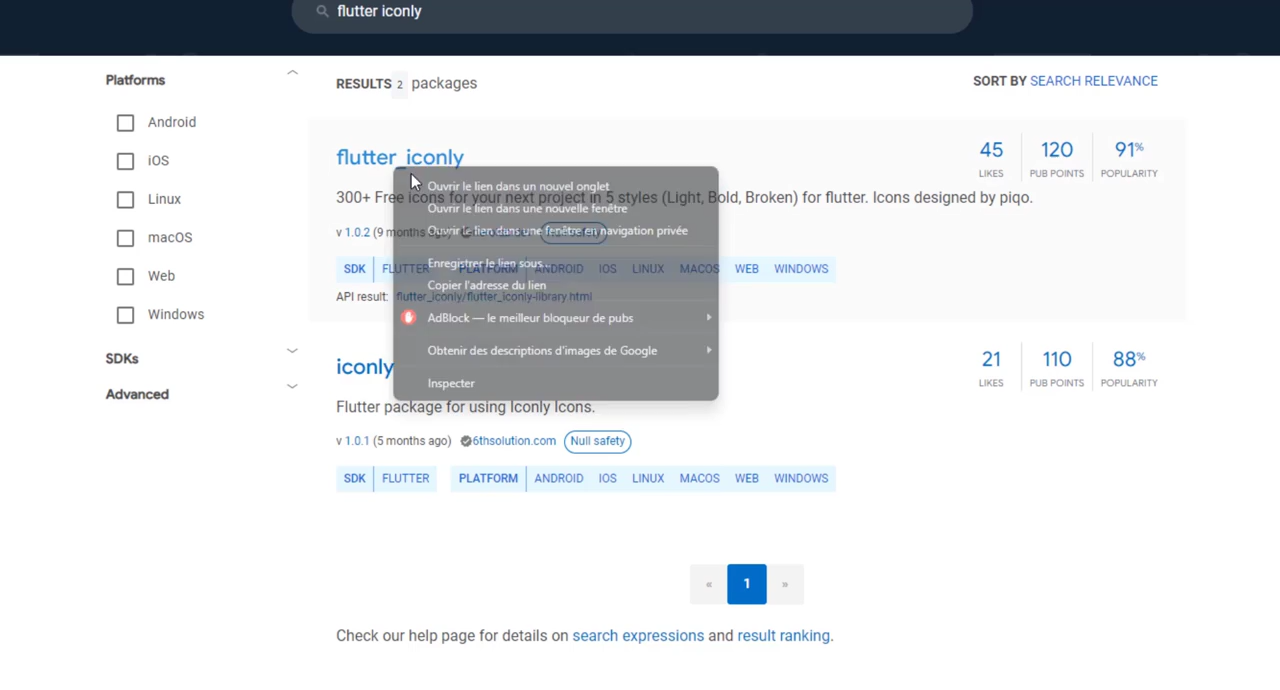 flutter iconly
Platforms
Android
iOS
Linux
macOS
Web
Windows
SDKs
Advanced
RESULTS 2 packages
SORT BY SEARCH RELEVANCE
flutter_iconly
45 LIKES
120 PUB POINTS
91% POPULARITY
300+ Free icons for your next project in 5 styles (Light, Bold, Broken) for flutter. Icons designed by piqo.
v 1.0.2 (9 months ago)
SDK FLUTTER PLATFORM ANDROID IOS LINUX MACOS WEB WINDOWS
API result: flutter_iconly/flutter_iconly-library.html
Ouvrir le lien dans un nouvel onglet
Ouvrir le lien dans une nouvelle fenêtre
Ouvrir le lien dans une fenêtre en navigation privée
Enregistrer le lien sous...
Copier l'adresse du lien
AdBlock — le meilleur bloqueur de pubs
Obtenir des descriptions d'images de Google
Inspecter
iconly
21 LIKES
110 PUB POINTS
88% POPULARITY
Flutter package for using Iconly Icons.
v 1.0.1 (5 months ago) 6thsolution.com Null safety
SDK FLUTTER PLATFORM ANDROID IOS LINUX MACOS WEB WINDOWS
« 1 »
Check our help page for details on search expressions and result ranking.